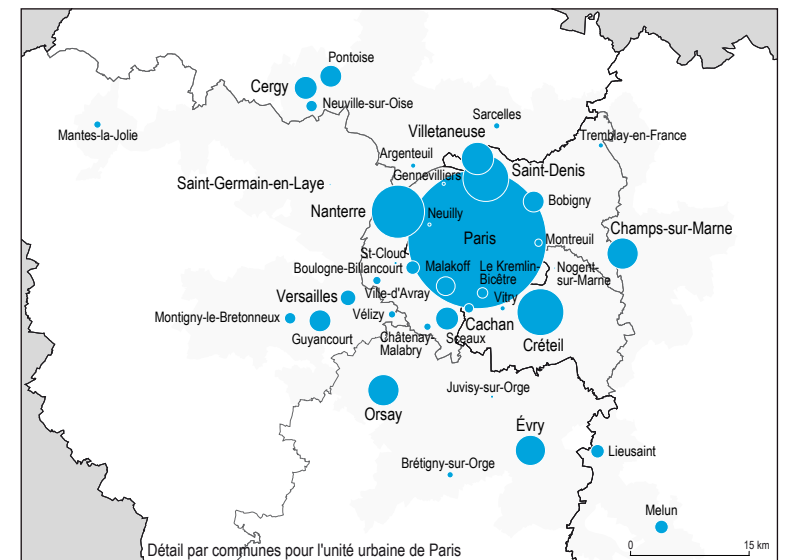 Pontoise
Cergy
Neuville-sur-Oise
Mantes-la-Jolie
Sarcelles
Villetaneuse
Tremblay-en-France
Argenteuil
Gennevilliers
Saint-Denis
Saint-Germain-en-Laye
Bobigny
Nanterre
Neuilly
Champs-sur-Marne
Paris
Montreuil
St-Cloud
Boulogne-Billancourt
Malakoff
Le Kremlin-
Bicêtre
Nogent-
sur-Marne
Versailles
Ville-d'Avray
Vitry
Montigny-le-Bretonneux
Vélizy
Guyancourt
Châtenay-
Malabry
Sceaux
Cachan
Créteil
Juvisy-sur-Orge
Orsay
Évry
Brétigny-sur-Orge
Lieusaint
Melun
Détail par communes pour l'unité urbaine de Paris
0 15 km